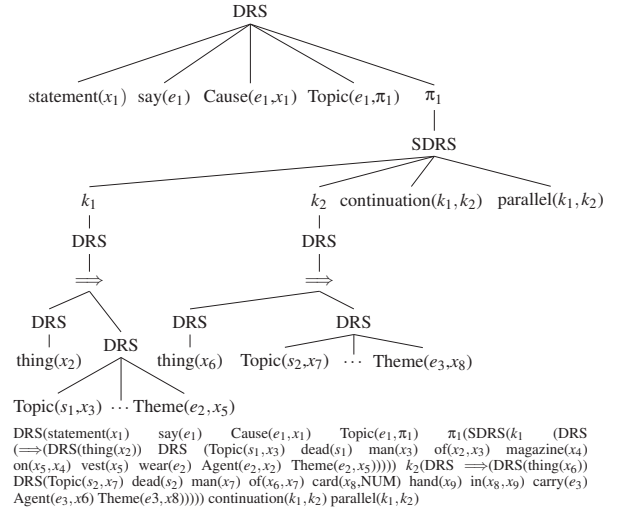 DRS
statement(x1) say(e1) Cause(e1,x1) Topic(e1,π1) π1
SDRS
k1 k2 continuation(k1,k2) parallel(k1,k2)
DRS DRS
⟹ ⟹
DRS DRS DRS DRS
thing(x2) thing(x6) Topic(s2,x7) ⋯ Theme(e3,x8)
Topic(s1,x3) ⋯ Theme(e2,x5)
DRS(statement(x1) say(e1) Cause(e1,x1) Topic(e1,π1) π1(SDRS(k1 (DRS
(⟹(DRS(thing(x2)) DRS (Topic(s1,x3) dead(s1) man(x3) of(x2,x3) magazine(x4)
on(x5,x4) vest(x5) wear(e2) Agent(e2,x2) Theme(e2,x5))))) k2(DRS ⟹(DRS(thing(x6))
DRS(Topic(s2,x7) dead(s2) man(x7) of(x6,x7) card(x8,NUM) hand(x9) in(x8,x9) carry(e3)
Agent(e3,x6) Theme(e3,x8))))) continuation(k1,k2) parallel(k1,k2)